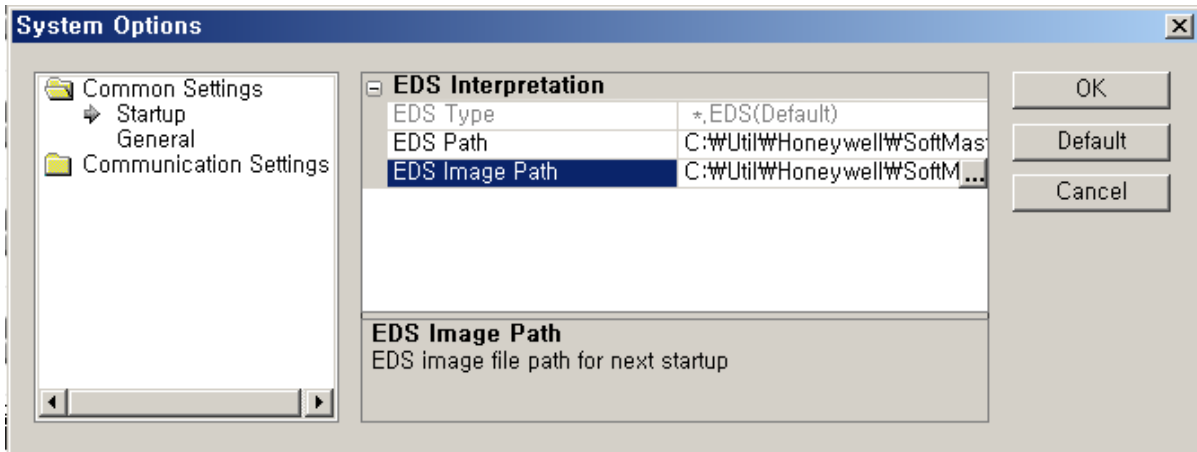 System Options
Common Settings
Startup
General
Communication Settings
EDS Interpretation
EDS Type *.EDS(Default)
EDS Path C:₩Util₩Honeywell₩SoftMas
EDS Image Path C:₩Util₩Honeywell₩SoftM...
EDS Image Path
EDS image file path for next startup
OK
Default
Cancel